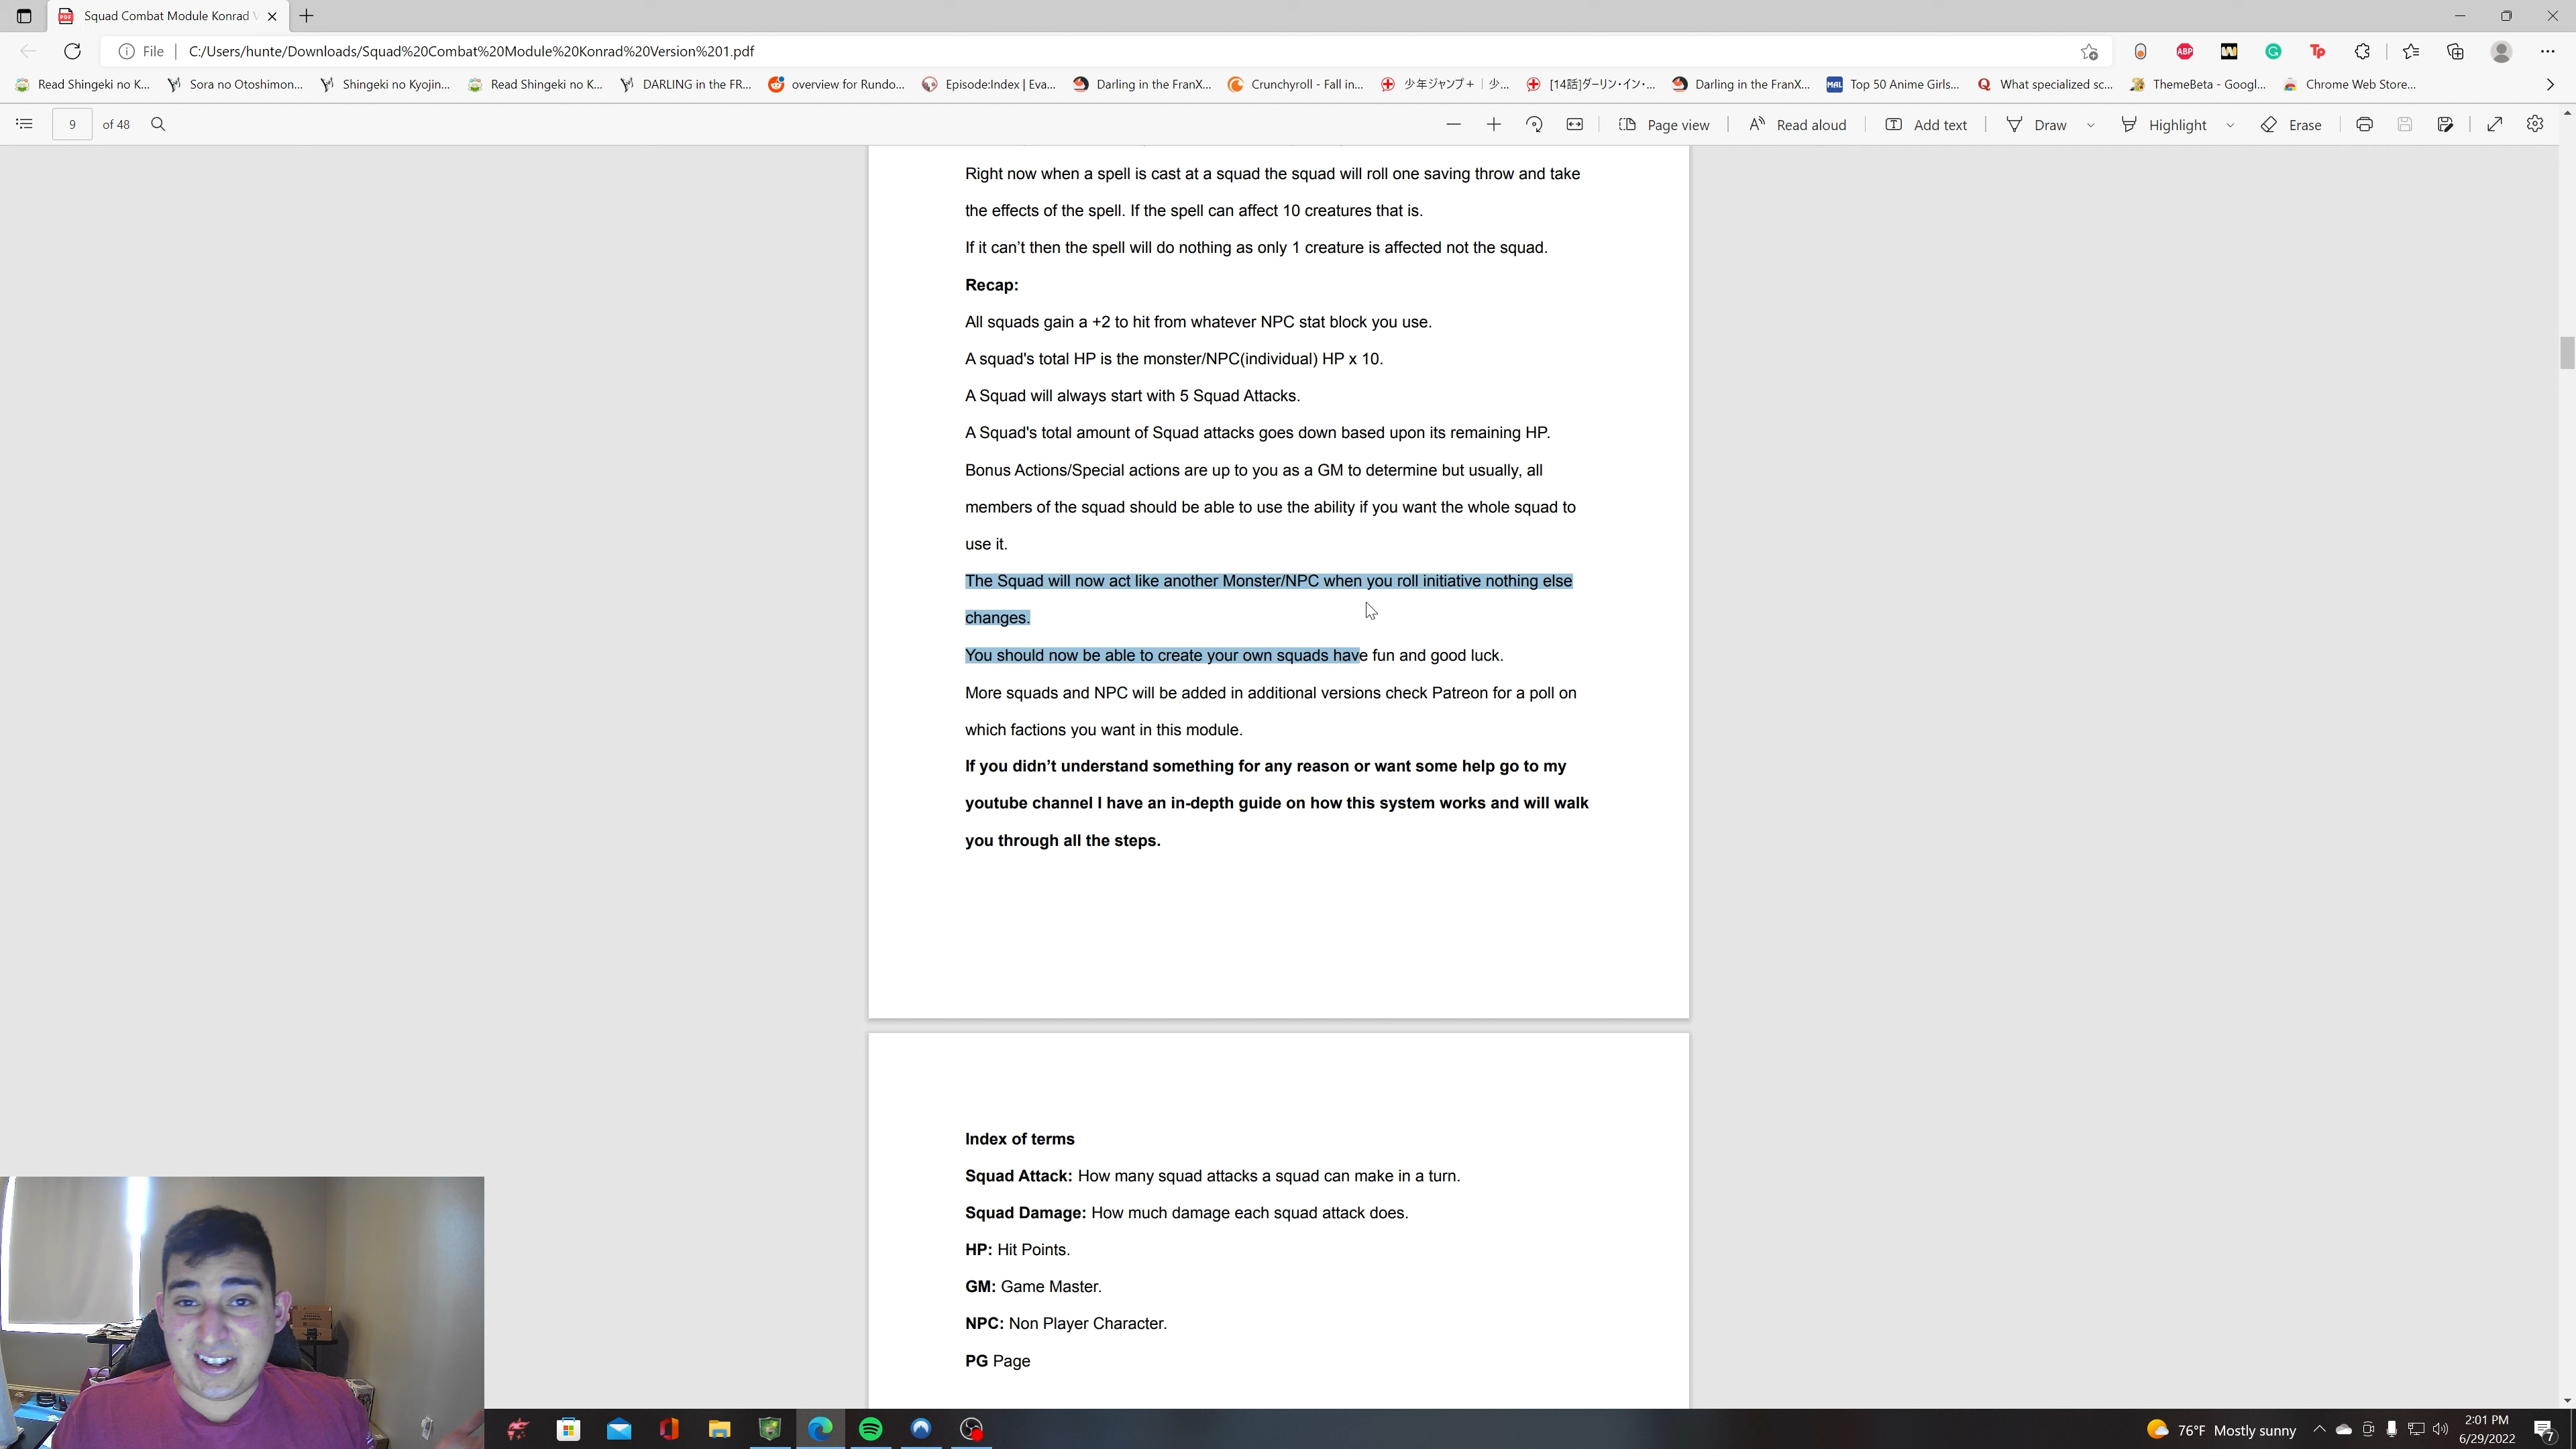 Squad Combat Module Konrad V
File
C:/Users/hunte/Downloads/Squad%20Combat%20Module%20Konrad%20Version%201.pdf
ABP
Tp
Read Shingeki no K...
Sora no Otoshimon...
Shingeki no Kyojin...
Read Shingeki no K...
DARLING in the FR...
overview for Rundo...
Episode:Index | Eva...
Darling in the FranX...
Crunchyroll - Fall in...
少年ジャンプ＋｜少...
[14話]ダーリン・イン・...
Darling in the FranX...
MAL Top 50 Anime Girls...
What specialized sc...
ThemeBeta - Googl...
Chrome Web Store...
9 of 48
Page view
Read aloud
Add text
Draw
Highlight
Erase
Right now when a spell is cast at a squad the squad will roll one saving throw and take
the effects of the spell. If the spell can affect 10 creatures that is.
If it can't then the spell will do nothing as only 1 creature is affected not the squad.
Recap:
All squads gain a +2 to hit from whatever NPC stat block you use.
A squad's total HP is the monster/NPC(individual) HP x 10.
A Squad will always start with 5 Squad Attacks.
A Squad's total amount of Squad attacks goes down based upon its remaining HP.
Bonus Actions/Special actions are up to you as a GM to determine but usually, all
members of the squad should be able to use the ability if you want the whole squad to
use it.
The Squad will now act like another Monster/NPC when you roll initiative nothing else
changes.
You should now be able to create your own squads have fun and good luck.
More squads and NPC will be added in additional versions check Patreon for a poll on
which factions you want in this module.
If you didn't understand something for any reason or want some help go to my
youtube channel I have an in-depth guide on how this system works and will walk
you through all the steps.
Index of terms
Squad Attack: How many squad attacks a squad can make in a turn.
Squad Damage: How much damage each squad attack does.
HP: Hit Points.
GM: Game Master.
NPC: Non Player Character.
PG Page
76°F Mostly sunny
2:01 PM
6/29/2022
7